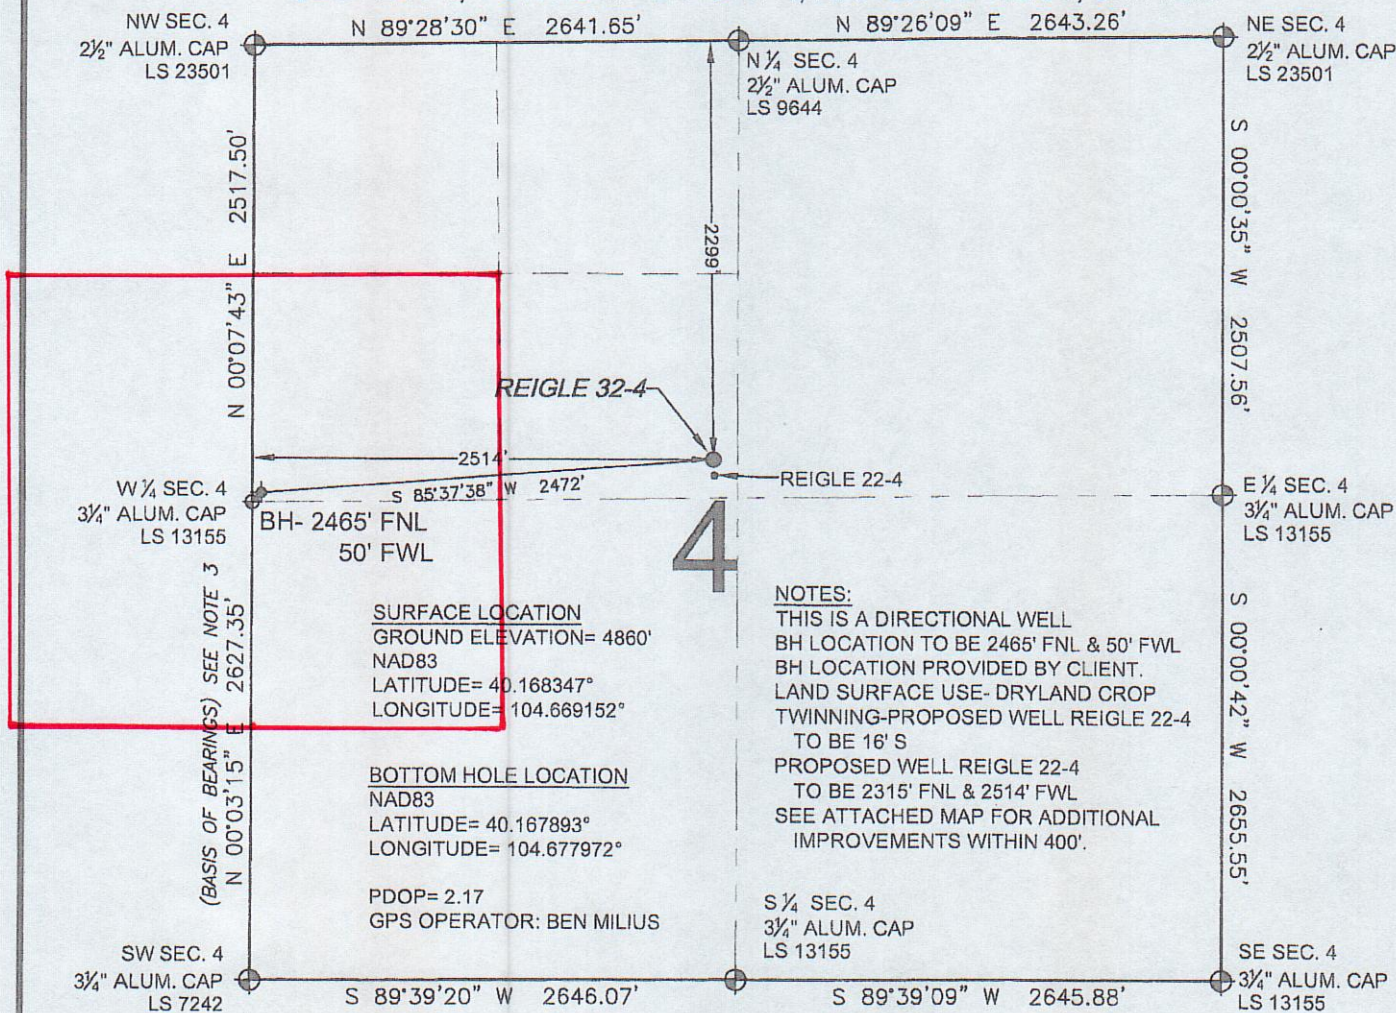 NW SEC. 4
2½" ALUM. CAP
LS 23501
N 89°28'30" E 2641.65'
N ¼ SEC. 4
2½" ALUM. CAP
LS 9644
N 89°26'09" E 2643.26'
NE SEC. 4
2½" ALUM. CAP
LS 23501
N 00°07'43" E 2517.50'
2299'
S 00°00'35" W 2507.56'
REIGLE 32-4
2514'
S 85°37'38" W 2472'
REIGLE 22-4
W ¼ SEC. 4
3¼" ALUM. CAP
LS 13155
BH- 2465' FNL
50' FWL
4
E ¼ SEC. 4
3¼" ALUM. CAP
LS 13155
(BASIS OF BEARINGS) SEE NOTE 3
N 00°03'15" E 2627.35'
SURFACE LOCATION
GROUND ELEVATION= 4860'
NAD83
LATITUDE= 40.168347°
LONGITUDE= 104.669152°
BOTTOM HOLE LOCATION
NAD83
LATITUDE= 40.167893°
LONGITUDE= 104.677972°
PDOP= 2.17
GPS OPERATOR: BEN MILIUS
NOTES:
THIS IS A DIRECTIONAL WELL
BH LOCATION TO BE 2465' FNL & 50' FWL
BH LOCATION PROVIDED BY CLIENT.
LAND SURFACE USE- DRYLAND CROP
TWINNING-PROPOSED WELL REIGLE 22-4
TO BE 16' S
PROPOSED WELL REIGLE 22-4
TO BE 2315' FNL & 2514' FWL
SEE ATTACHED MAP FOR ADDITIONAL
IMPROVEMENTS WITHIN 400'.
S 00°00'42" W 2655.55'
SW SEC. 4
3¼" ALUM. CAP
LS 7242
S 89°39'20" W 2646.07'
S ¼ SEC. 4
3¼" ALUM. CAP
LS 13155
S 89°39'09" W 2645.88'
SE SEC. 4
3¼" ALUM. CAP
LS 13155